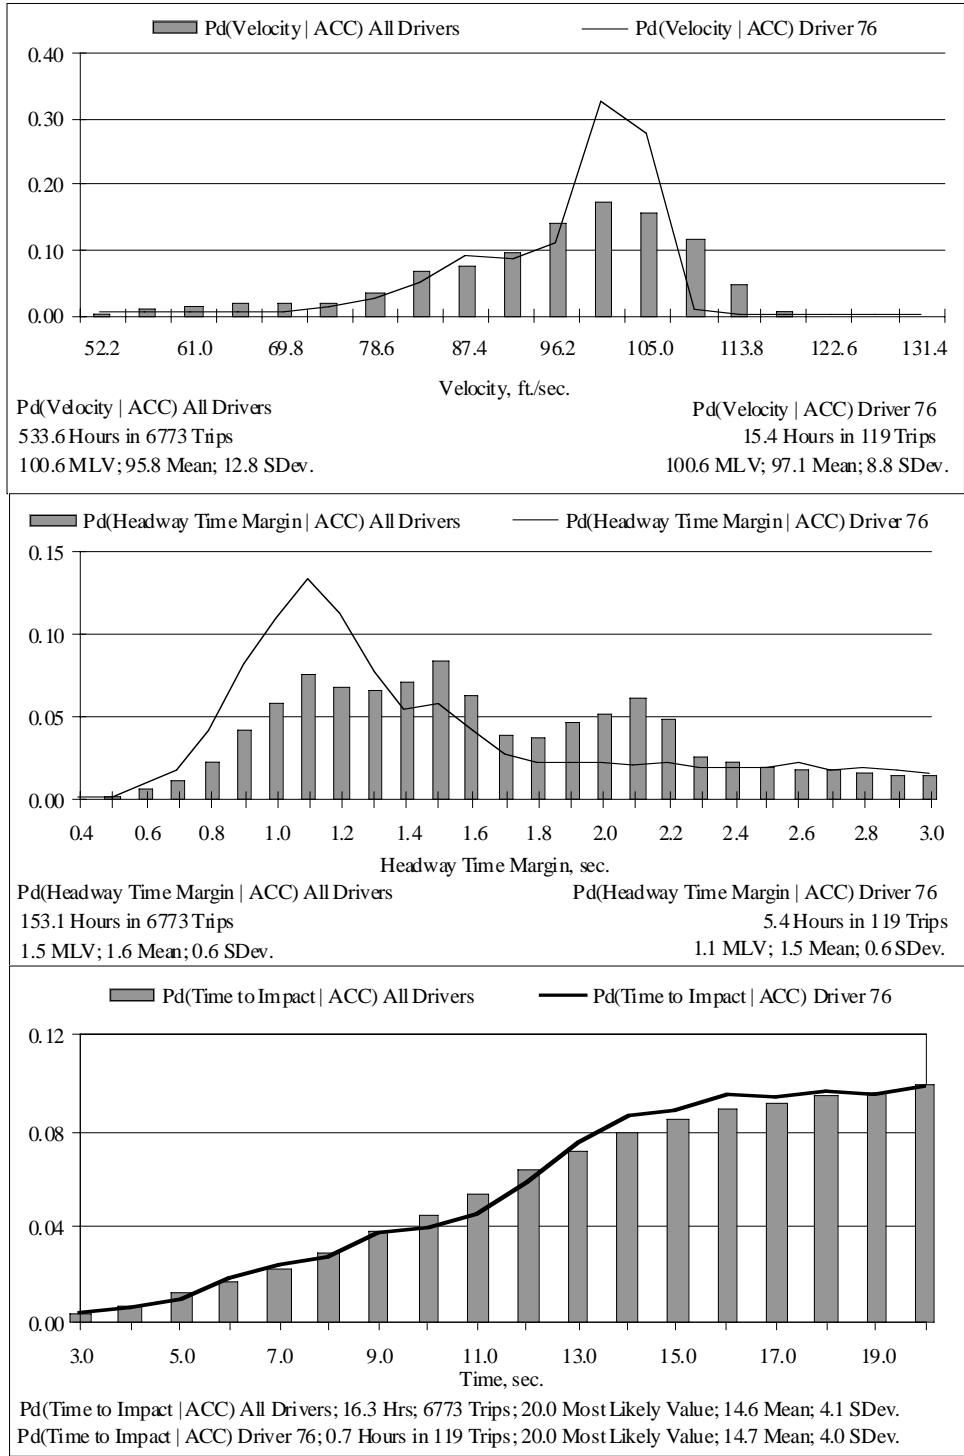 Pd(Velocity | ACC) All Drivers Pd(Velocity | ACC) Driver 76
0.40
0.30
0.20
0.10
0.00
52.2 61.0 69.8 78.6 87.4 96.2 105.0 113.8 122.6 131.4
Velocity, ft./sec.
Pd(Velocity | ACC) All Drivers Pd(Velocity | ACC) Driver 76
533.6 Hours in 6773 Trips 15.4 Hours in 119 Trips
100.6 MLV; 95.8 Mean; 12.8 SDev. 100.6 MLV; 97.1 Mean; 8.8 SDev.
Pd(Headway Time Margin | ACC) All Drivers Pd(Headway Time Margin | ACC) Driver 76
0.15
0.10
0.05
0.00
0.4 0.6 0.8 1.0 1.2 1.4 1.6 1.8 2.0 2.2 2.4 2.6 2.8 3.0
Headway Time Margin, sec.
Pd(Headway Time Margin | ACC) All Drivers Pd(Headway Time Margin | ACC) Driver 76
153.1 Hours in 6773 Trips 5.4 Hours in 119 Trips
1.5 MLV; 1.6 Mean; 0.6 SDev. 1.1 MLV; 1.5 Mean; 0.6 SDev.
Pd(Time to Impact | ACC) All Drivers Pd(Time to Impact | ACC) Driver 76
0.12
0.08
0.04
0.00
3.0 5.0 7.0 9.0 11.0 13.0 15.0 17.0 19.0
Time, sec.
Pd(Time to Impact | ACC) All Drivers; 16.3 Hrs; 6773 Trips; 20.0 Most Likely Value; 14.6 Mean; 4.1 SDev.
Pd(Time to Impact | ACC) Driver 76; 0.7 Hours in 119 Trips; 20.0 Most Likely Value; 14.7 Mean; 4.0 SDev.